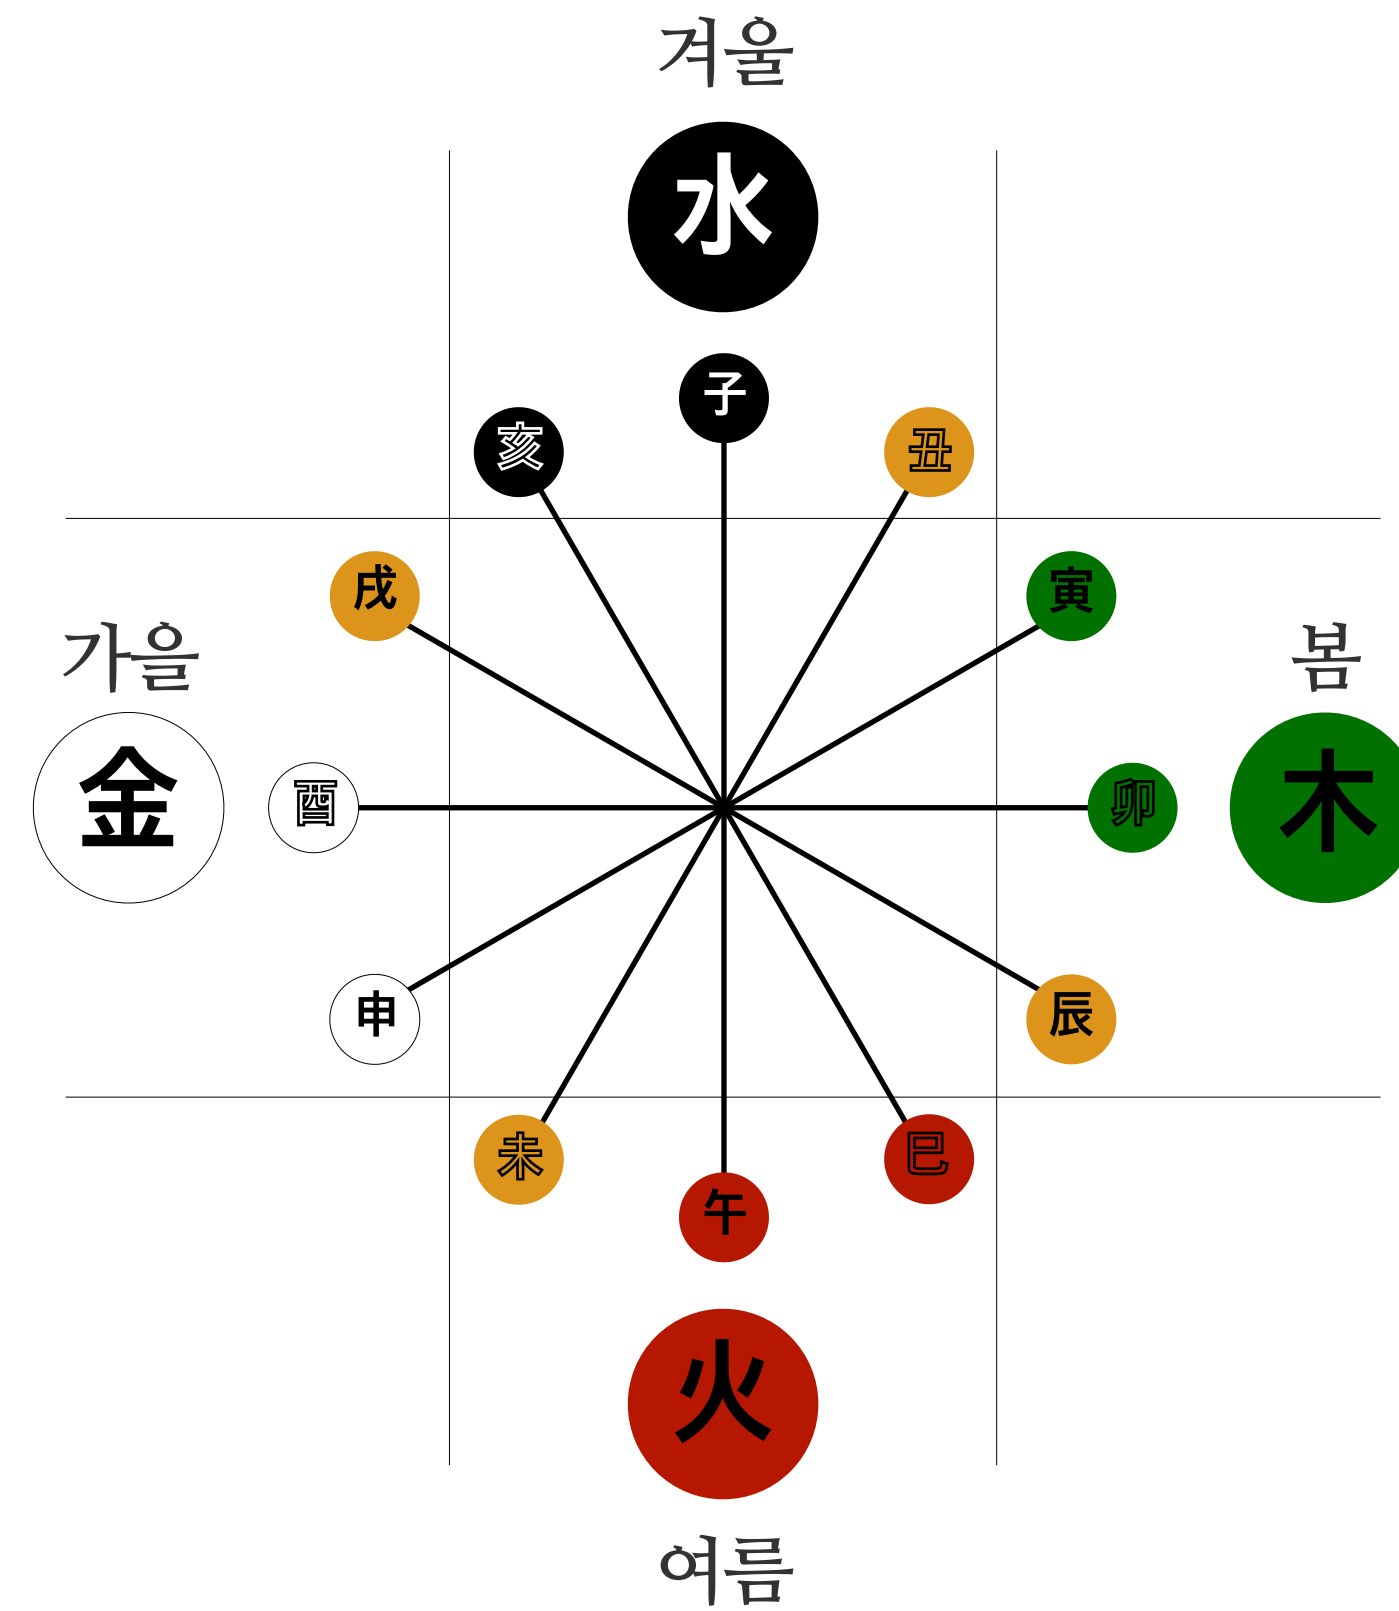 겨울
水
子
亥
丑
戌
寅
가을
봄
金
酉
卯
木
申
辰
未
巳
午
火
여름